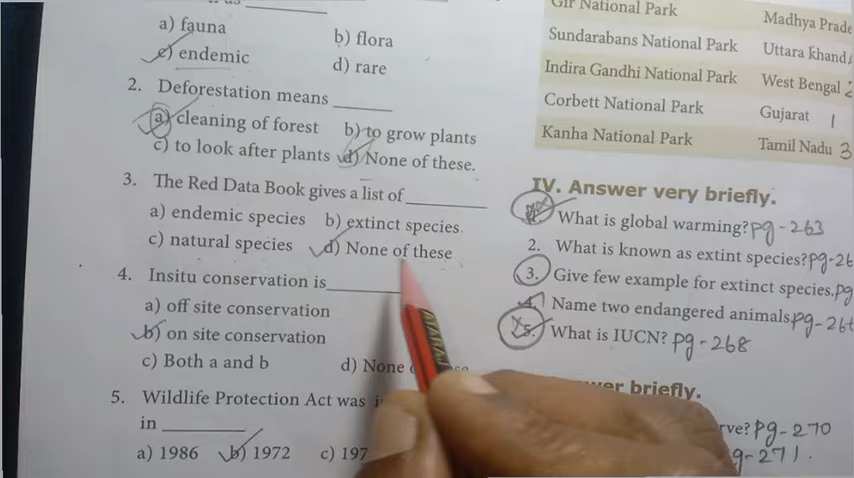 a) fauna
b) flora
c) endemic
d) rare
2. Deforestation means
a) cleaning of forest b) to grow plants
c) to look after plants d) None of these.
3. The Red Data Book gives a list of
a) endemic species b) extinct species
c) natural species d) None of these
4. Insitu conservation is
a) off site conservation
b) on site conservation
c) Both a and b d) None
5. Wildlife Protection Act was
in
a) 1986 b) 1972 c) 197
Gir National Park Madhya Prade
Sundarabans National Park Uttara khand
Indira Gandhi National Park West Bengal 2
Corbett National Park Gujarat 1
Kanha National Park Tamil Nadu 3
IV. Answer very briefly.
What is global warming? pg-263
2. What is known as extint species? pg-26
3. Give few example for extinct species. pg
4. Name two endangered animals. pg-26
5. What is IUCN? pg-268
er briefly.
rve? pg-270
g-271.